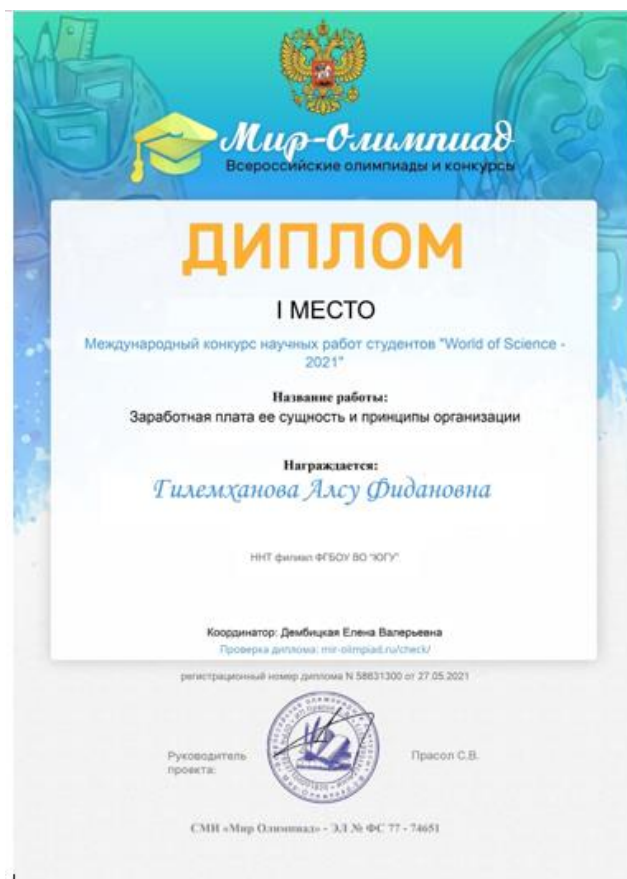 Мир-Олимпиад
Всероссийские олимпиады и конкурсы
ДИПЛОМ
I МЕСТО
Международный конкурс научных работ студентов "World of Science -
2021"
Название работы:
Заработная плата ее сущность и принципы организации
Награждается:
Гилемханова Алсу Фидановна
ННТ филиал ФГБОУ ВО "ЮГУ"
Координатор: Дембицкая Елена Валерьевна
Проверка диплома: mir-olimpiad.ru/check/
регистрационный номер диплома N 58631300 от 27.05.2021
Руководитель
проекта:
Прасол С.В.
СМИ «Мир Олимпиад» - ЭЛ № ФС 77 - 74651